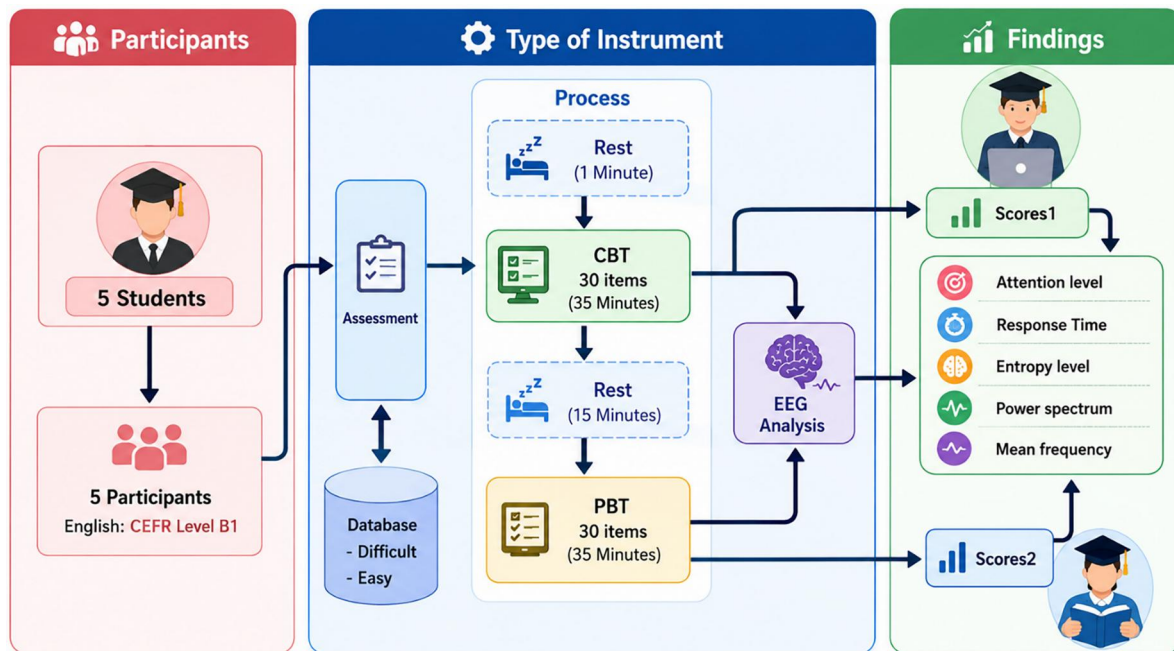 Participants
5 Students
5 Participants
English: CEFR Level B1
Type of Instrument
Assessment
Database
- Difficult
- Easy
Process
zzZ
Rest
(1 Minute)
CBT
30 items
(35 Minutes)
zzZ
Rest
(15 Minutes)
PBT
30 items
(35 Minutes)
EEG
Analysis
Findings
Scores1
Attention level
Response Time
Entropy level
Power spectrum
Mean frequency
Scores2